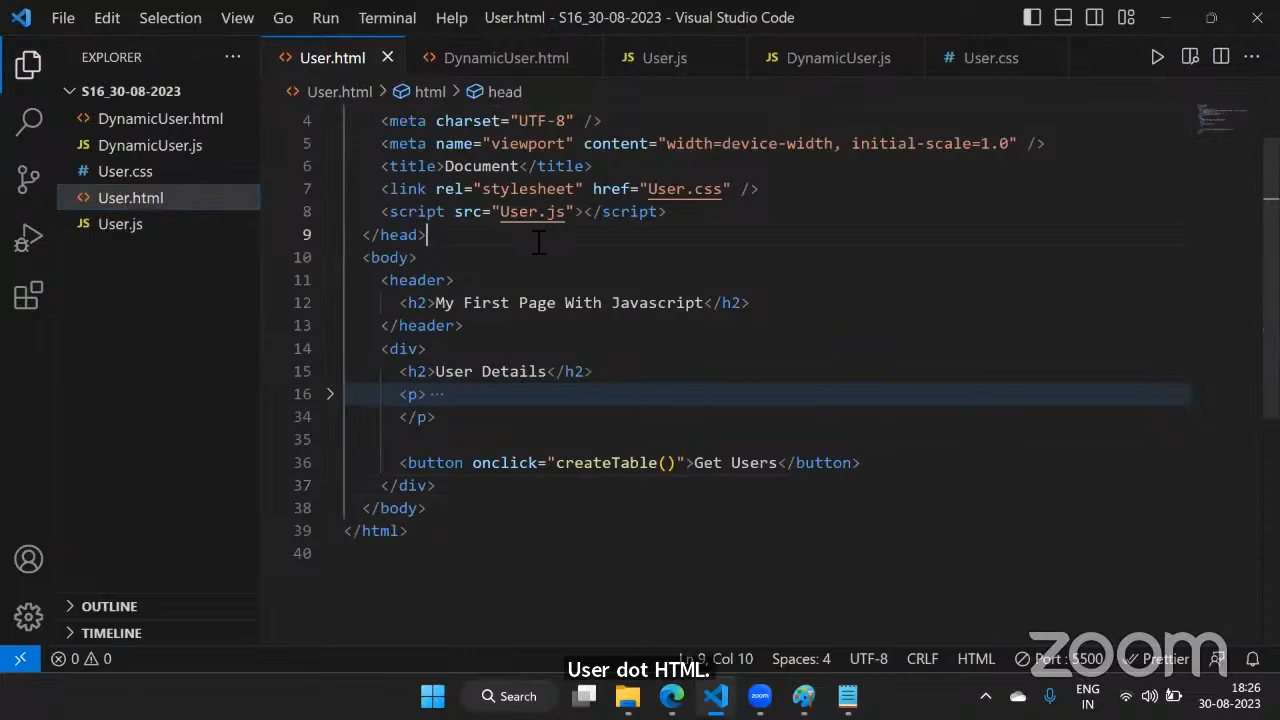 File Edit Selection View Go Run Terminal Help User.html - S16_30-08-2023 - Visual Studio Code
EXPLORER
S16_30-08-2023
DynamicUser.html
JS DynamicUser.js
# User.css
User.html
JS User.js
OUTLINE
TIMELINE
User.html DynamicUser.html JS User.js JS DynamicUser.js # User.css
User.html > html > head
4 <meta charset="UTF-8" />
5 <meta name="viewport" content="width=device-width, initial-scale=1.0" />
6 <title>Document</title>
7 <link rel="stylesheet" href="User.css" />
8 <script src="User.js"></script>
9 </head>
10 <body>
11 <header>
12 <h2>My First Page With Javascript</h2>
13 </header>
14 <div>
15 <h2>User Details</h2>
16 <p>…
34 </p>
35
36 <button onclick="createTable()">Get Users</button>
37 </div>
38 </body>
39 </html>
40
zoom
0 0 Ln 9, Col 10 Spaces: 4 UTF-8 CRLF HTML Port : 5500 Prettier
User dot HTML.
Search zoom ENG IN 18:26
30-08-2023